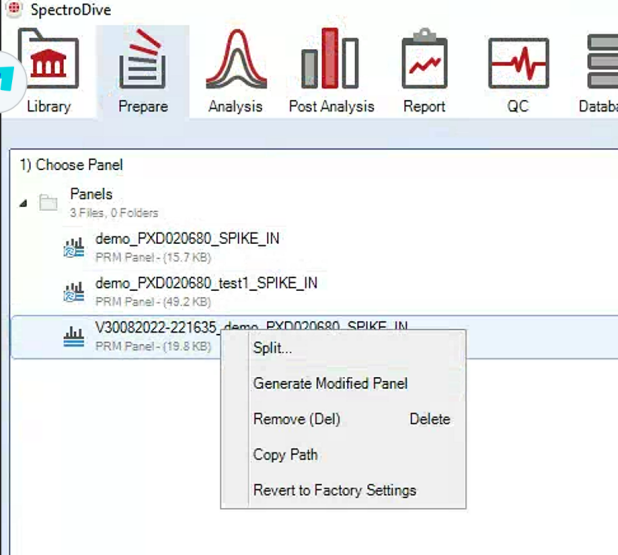 SpectroDive
Library Prepare Analysis Post Analysis Report QC Databa
1) Choose Panel
Panels
3 Files, 0 Folders
demo_PXD020680_SPIKE_IN
PRM Panel - (15.7 KB)
demo_PXD020680_test1_SPIKE_IN
PRM Panel - (49.2 KB)
V30082022-221635_demo_PXD020680_SPIKE_IN
PRM Panel - (19.8 KB)
Split...
Generate Modified Panel
Remove (Del) Delete
Copy Path
Revert to Factory Settings